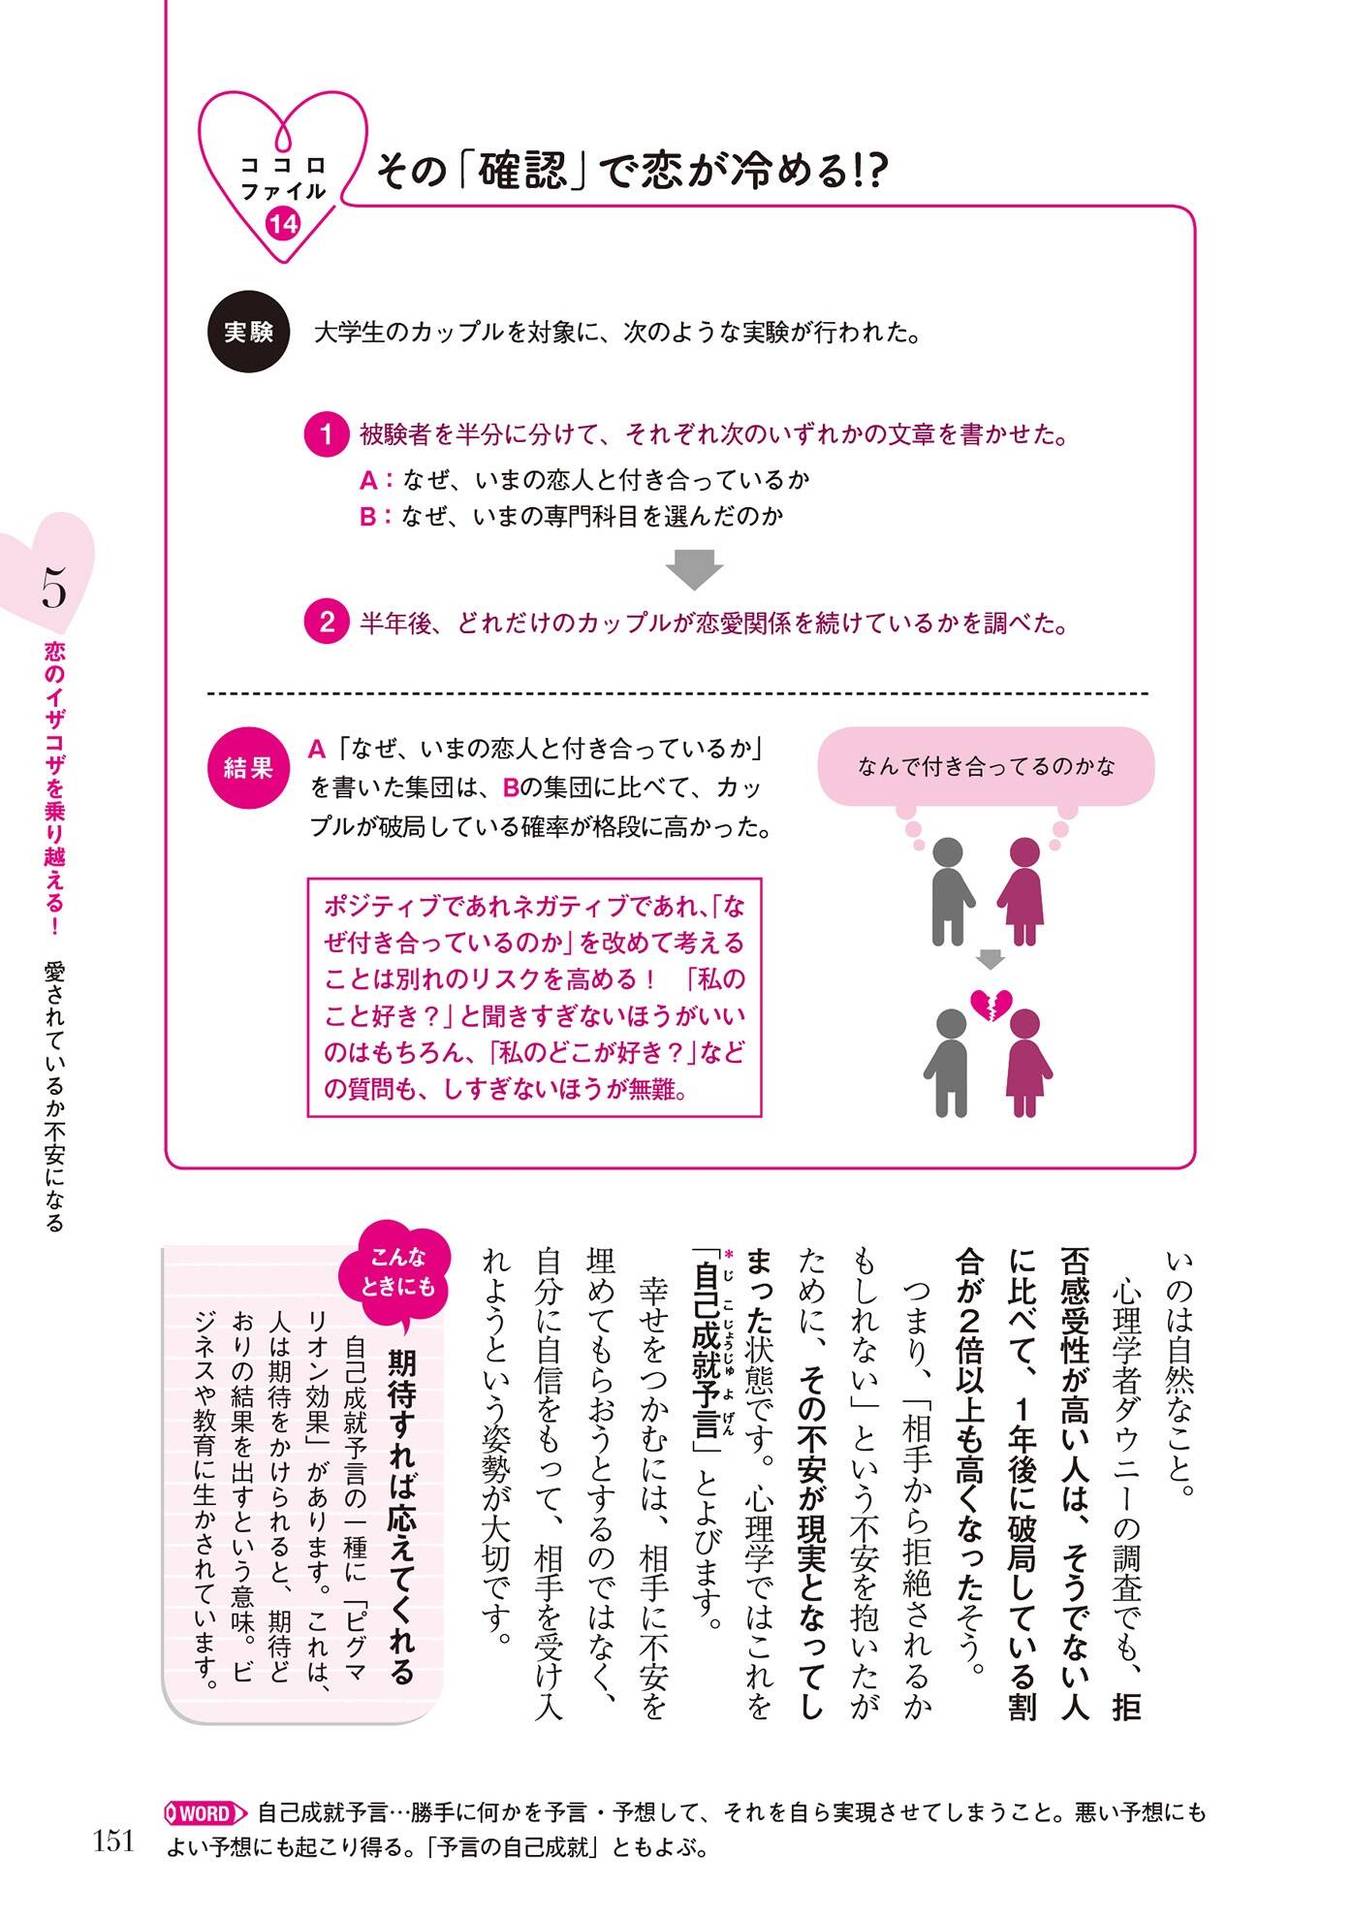 ココロ
ファイル
14
その「確認」で恋が冷める!?
実験
大学生のカップルを対象に、次のような実験が行われた。
1 被験者を半分に分けて、それぞれ次のいずれかの文章を書かせた。
A：なぜ、いまの恋人と付き合っているか
B：なぜ、いまの専門科目を選んだのか
2 半年後、どれだけのカップルが恋愛関係を続けているかを調べた。
結果
A「なぜ、いまの恋人と付き合っているか」
を書いた集団は、Bの集団に比べて、カッ
プルが破局している確率が格段に高かった。
ポジティブであれネガティブであれ、「な
ぜ付き合っているのか」を改めて考える
ことは別れのリスクを高める！　「私の
こと好き？」と聞きすぎないほうがいい
のはもちろん、「私のどこが好き？」など
の質問も、しすぎないほうが無難。
なんで付き合ってるのかな
5
恋のイザコザを乗り越える！　愛されているか不安になる
いのは自然なこと。
　心理学者ダウニーの調査でも、拒
否感受性が高い人は、そうでない人
に比べて、1年後に破局している割
合が2倍以上も高くなったそう。
　つまり、「相手から拒絶されるか
もしれない」という不安を抱いたが
ために、その不安が現実となってし
まった状態です。心理学ではこれを
*じこじょうじゅよげん
「自己成就予言」とよびます。
　幸せをつかむには、相手に不安を
埋めてもらおうとするのではなく、
自分に自信をもって、相手を受け入
れようという姿勢が大切です。
こんな
ときにも
期待すれば応えてくれる
　自己成就予言の一種に「ピグマ
リオン効果」があります。これは、
人は期待をかけられると、期待ど
おりの結果を出すという意味。ビ
ジネスや教育に生かされています。
WORD 自己成就予言…勝手に何かを予言・予想して、それを自ら実現させてしまうこと。悪い予想にも
よい予想にも起こり得る。「予言の自己成就」ともよぶ。
151